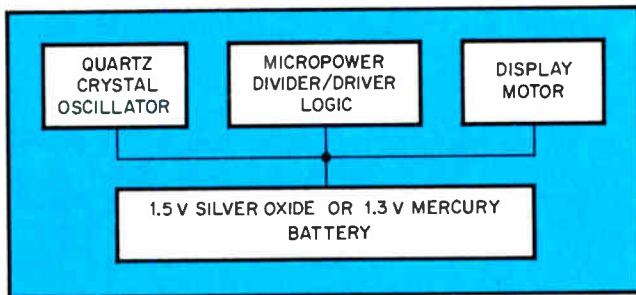 QUARTZ
CRYSTAL
OSCILLATOR
MICROPOWER
DIVIDER/DRIVER
LOGIC
DISPLAY
MOTOR
1.5 V SILVER OXIDE OR 1.3 V MERCURY
BATTERY